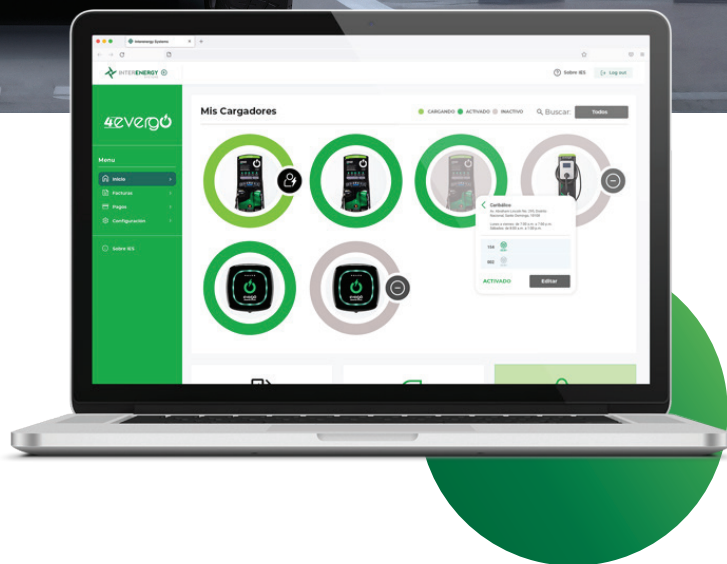 Interenergy Systems
INTERENERGY
Sobre IES
Log out
4evergo
Mis Cargadores
CARGANDO
ACTIVADO
INACTIVO
Buscar:
Todos
Menu
Inicio
Facturas
Pagos
Configuración
Sobre IES
ACTIVADO
Editar